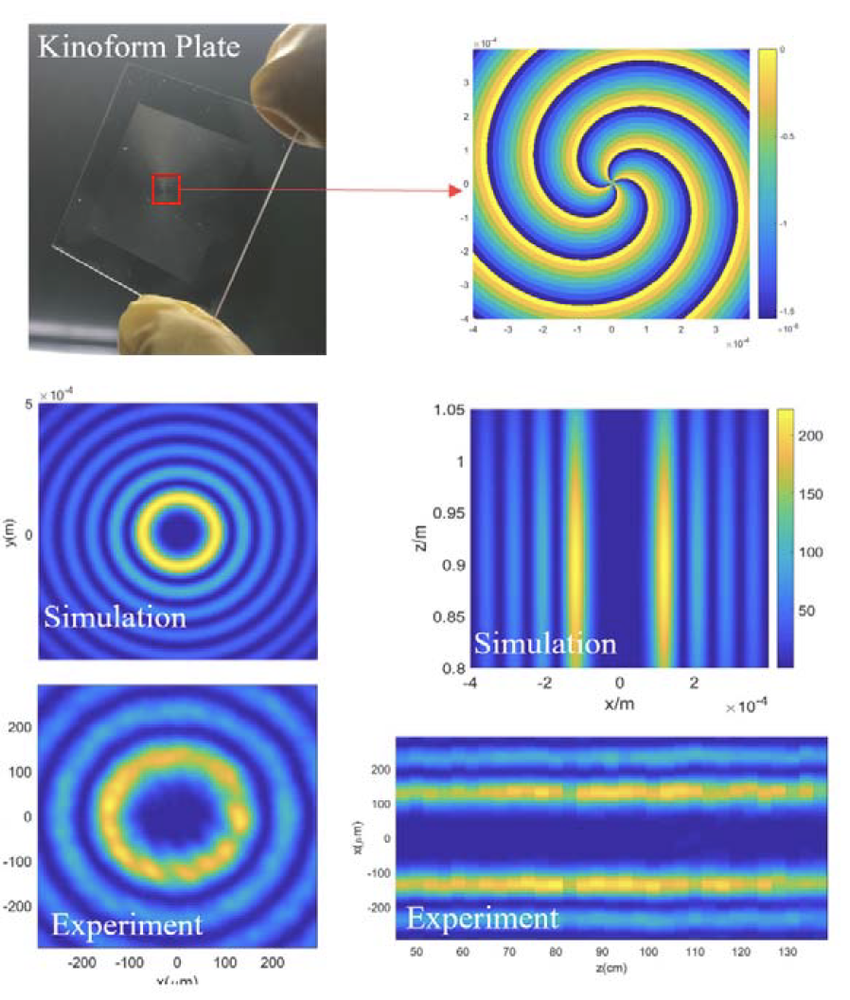 Kinoform Plate
×10⁻⁴
3
2
1
0
-1
-2
-3
-4
-4 -3 -2 -1 0 1 2 3
×10⁻⁴
0
-0.5
-1
-1.5
×10⁻⁶
5 ×10⁻⁴
y(m)
0
Simulation
1.05
1
0.95
0.9
0.85
0.8
z/m
Simulation
-4 -2 0 2
x/m
×10⁻⁴
200
150
100
50
200
100
0
-100
-200
Experiment
-200 -100 0 100 200
x(μm)
200
100
0
-100
-200
x(μm)
Experiment
50 60 70 80 90 100 110 120 130
z(cm)